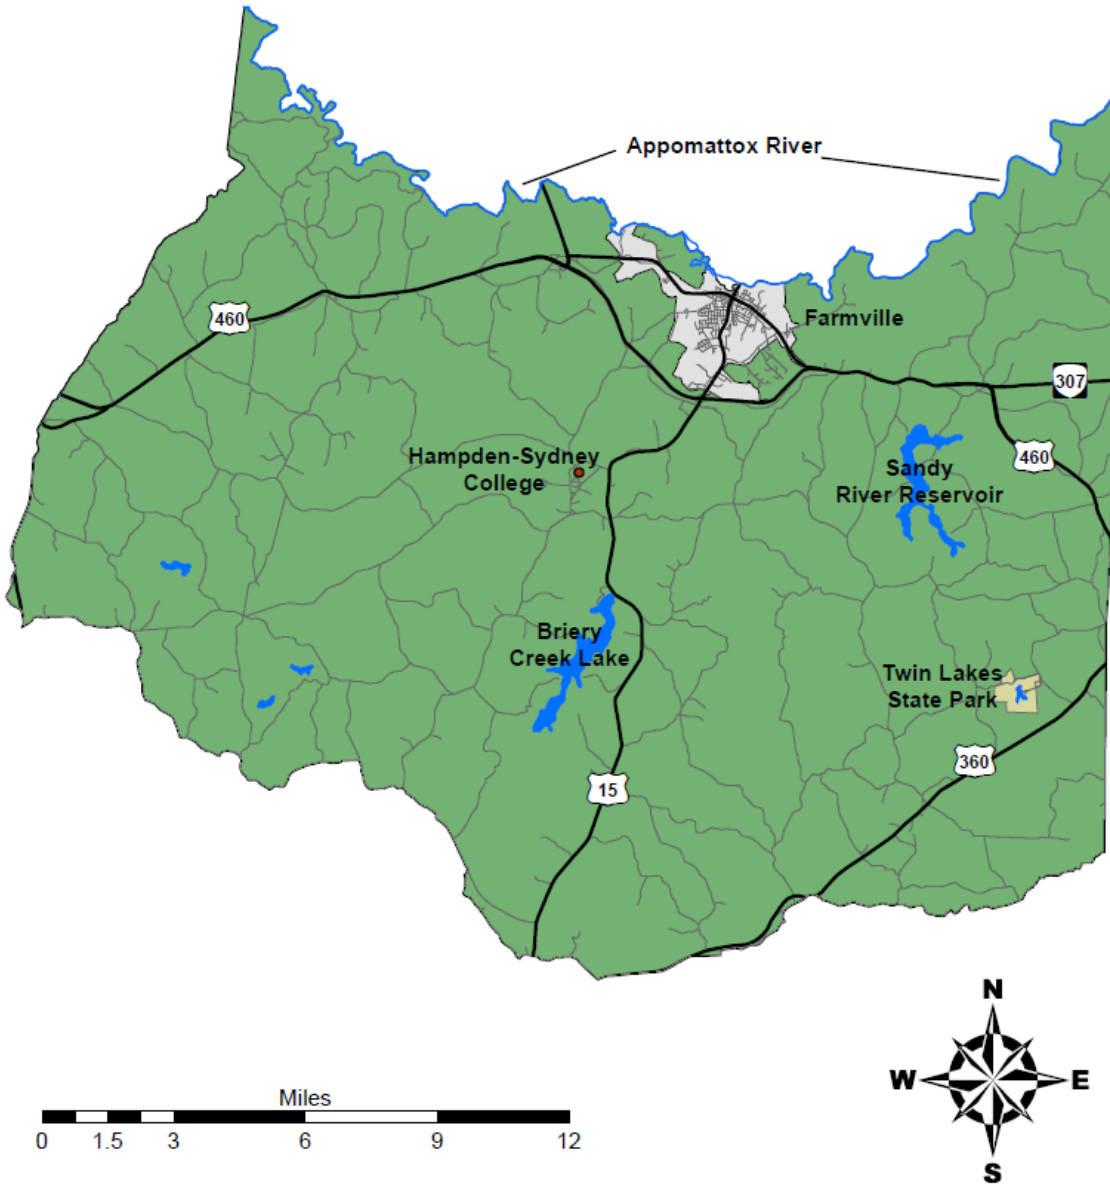 Appomattox River
460
Farmville
307
Hampden-Sydney
College
460
Sandy
River Reservoir
Briery
Creek Lake
Twin Lakes
State Park
360
15
N
W
E
S
Miles
0 1.5 3 6 9 12